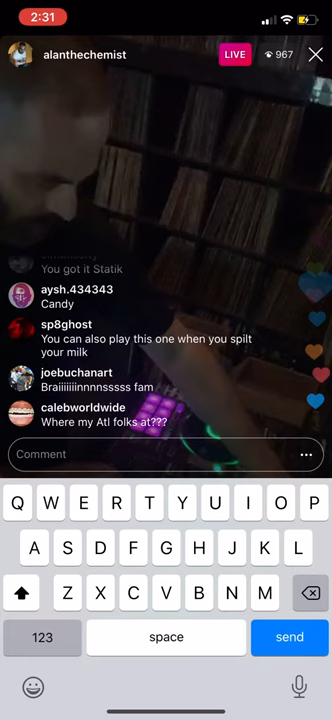 2:31
alanthechemist
LIVE
967
You got it Statik
aysh.434343
Candy
sp8ghost
You can also play this one when you spilt
your milk
joebuchanart
Braiiiiiiinnnnsssss fam
calebworldwide
Where my Atl folks at???
Comment
Q W E R T Y U I O P
A S D F G H J K L
Z X C V B N M
123 space send